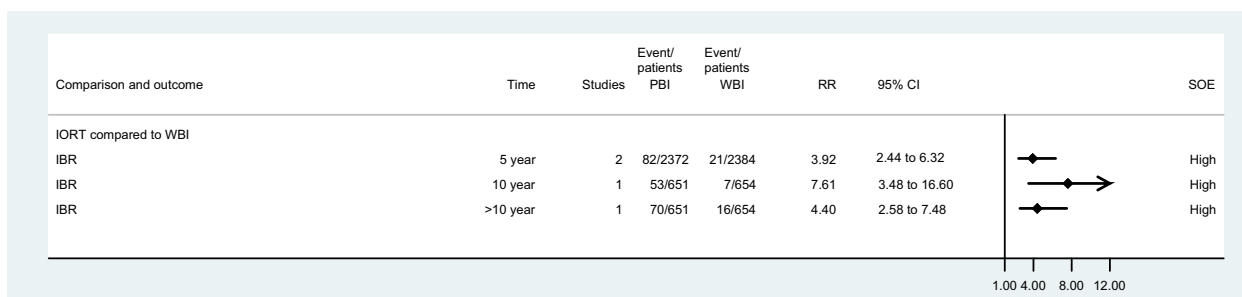 Event/ Event/
patients patients
Comparison and outcome Time Studies PBI WBI RR 95% CI SOE
IORT compared to WBI
IBR 5 year 2 82/2372 21/2384 3.92 2.44 to 6.32 High
IBR 10 year 1 53/651 7/654 7.61 3.48 to 16.60 High
IBR >10 year 1 70/651 16/654 4.40 2.58 to 7.48 High
1.00 4.00 8.00 12.00